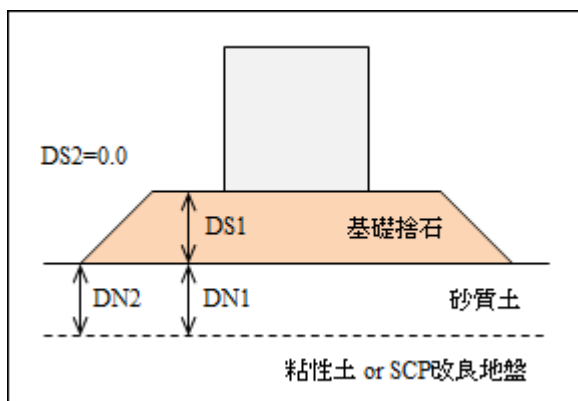 DS2=0.0
DS1
基礎捨石
DN2
DN1
砂質土
粘性土 or SCP改良地盤